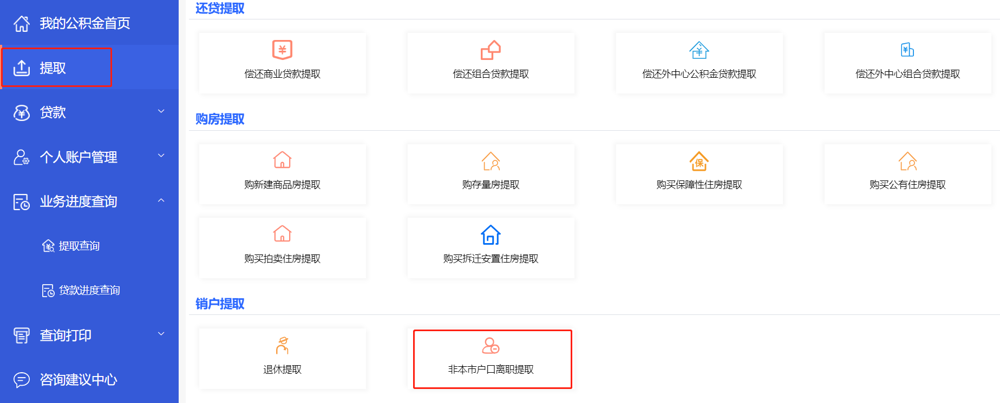 我的公积金首页
提取
贷款
个人账户管理
业务进度查询
提取查询
贷款进度查询
查询打印
咨询建议中心
还贷提取
偿还商业贷款提取
偿还组合贷款提取
偿还外中心公积金贷款提取
偿还外中心组合贷款提取
购房提取
购新建商品房提取
购存量房提取
保
购买保障性住房提取
购买公有住房提取
购买拍卖住房提取
购买拆迁安置住房提取
销户提取
退休提取
非本市户口离职提取